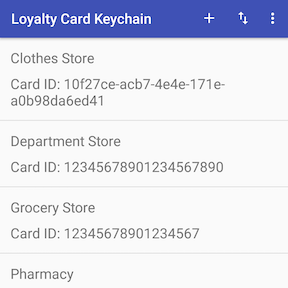 Loyalty Card Keychain
Clothes Store
Card ID: 10f27ce-acb7-4e4e-171e-
a0b98da6ed41
Department Store
Card ID: 12345678901234567890
Grocery Store
Card ID: 12345678901234567
Pharmacy